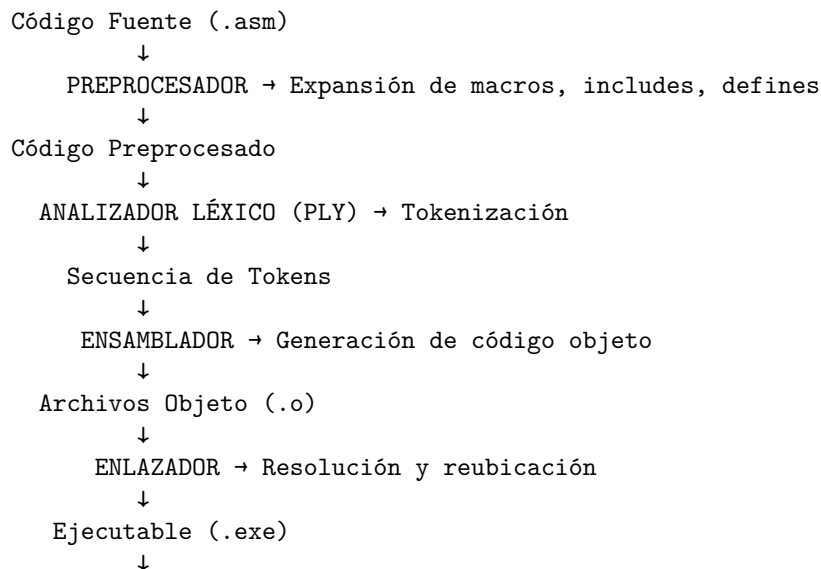 Código Fuente (.asm)
↓
PREPROCESADOR → Expansión de macros, includes, defines
↓
Código Preprocesado
↓
ANALIZADOR LÉXICO (PLY) → Tokenización
↓
Secuencia de Tokens
↓
ENSAMBLADOR → Generación de código objeto
↓
Archivos Objeto (.o)
↓
ENLAZADOR → Resolución y reubicación
↓
Ejecutable (.exe)
↓